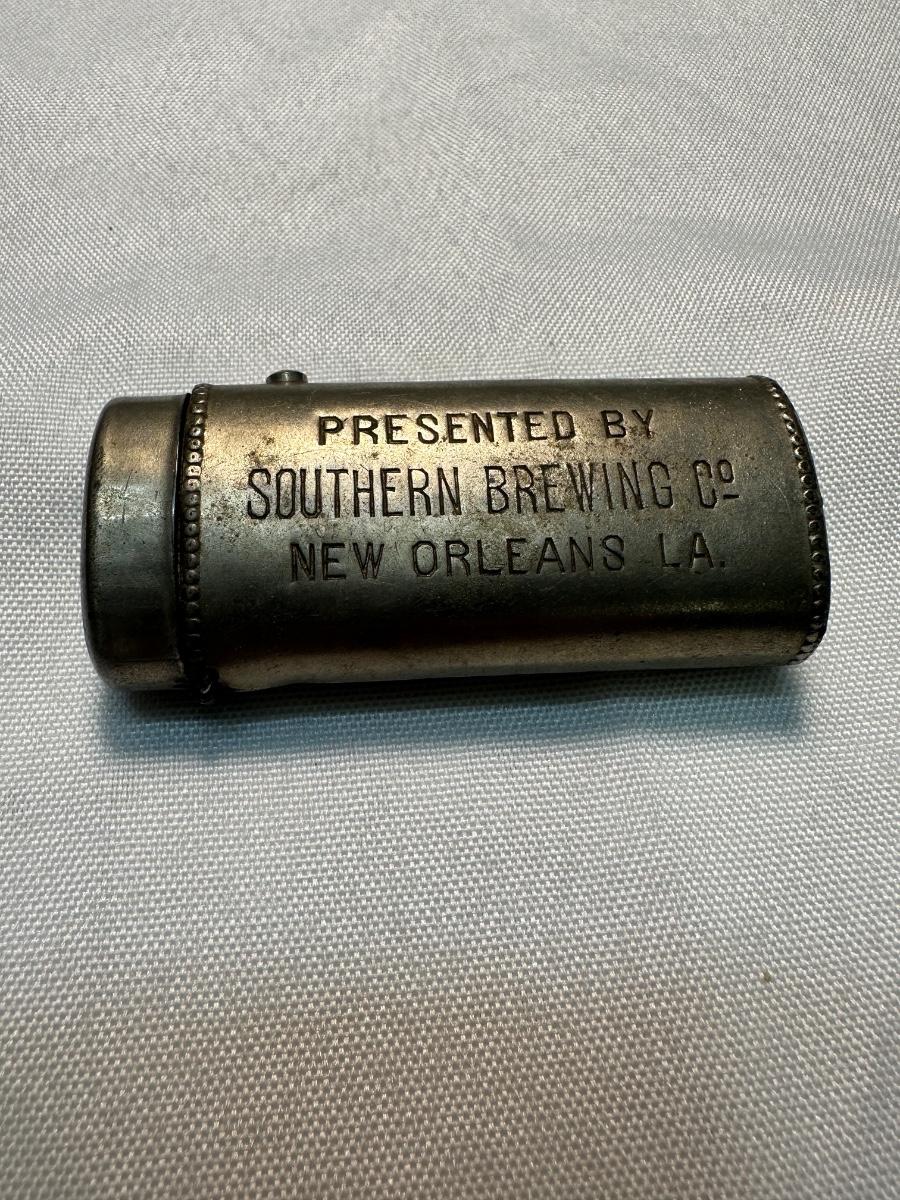 PRESENTED BY
SOUTHERN BREWING Cº
NEW ORLEANS LA.